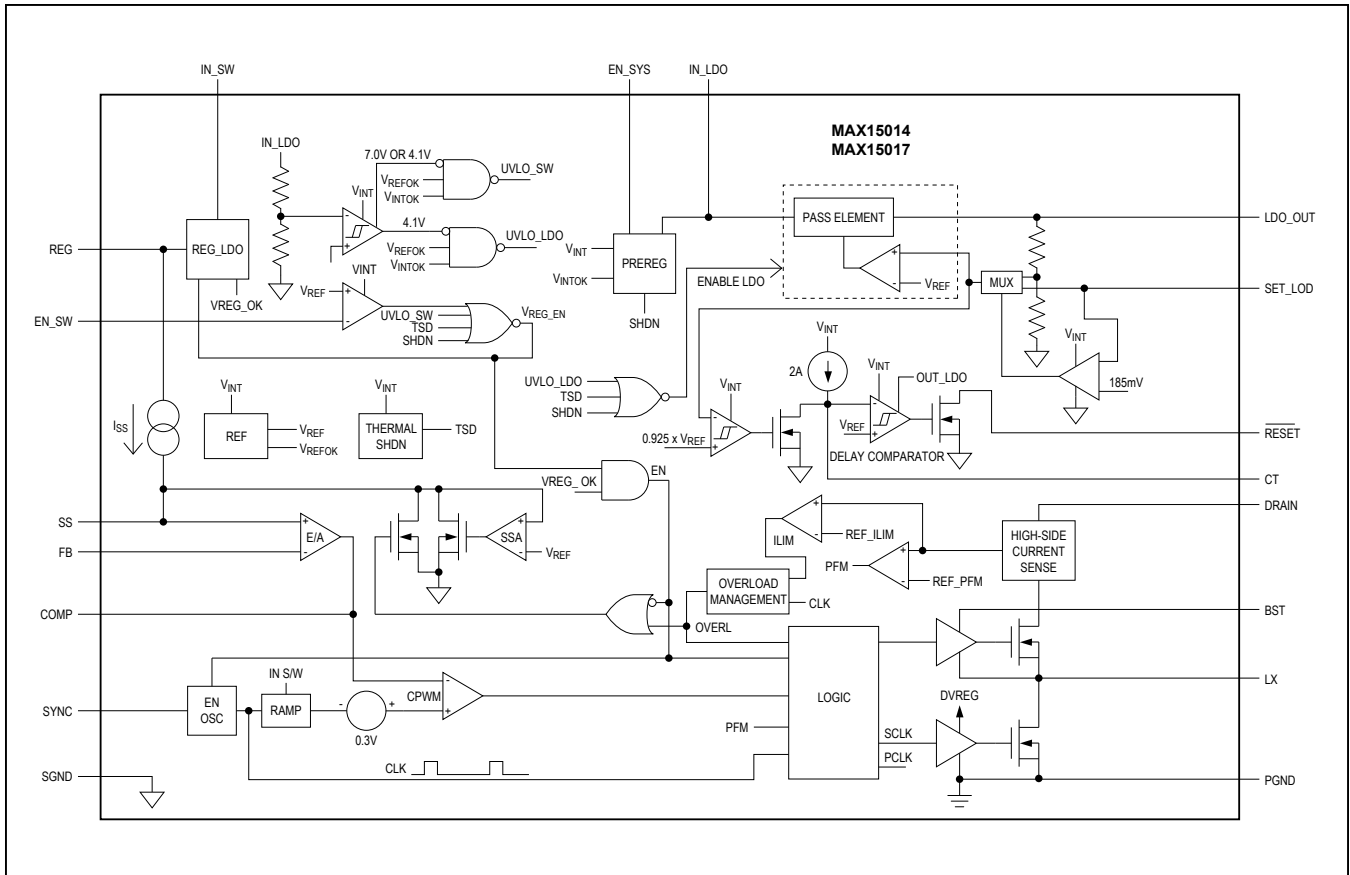 IN_SW
EN_SYS
IN_LDO
MAX15014
MAX15017
IN_LDO
7.0V OR 4.1V
UVLO_SW
VREFOK
VINTOK
VINT
4.1V
UVLO_LDO
VREFOK
VINTOK
PASS ELEMENT
LDO_OUT
REG
REG_LDO
VREG_OK
VINT
VREF
EN_SW
UVLO_SW
TSD
SHDN
VREG_EN
VINT
VINTOK
PREREG
SHDN
ENABLE LDO
VREF
MUX
SET_LOD
VINT
185mV
VINT
2A
VINT
OUT_LDO
UVLO_LDO
TSD
SHDN
VINT
0.925 x VREF
VREF
DELAY COMPARATOR
RESET
CT
ISS
VINT
REF
VREF
VREFOK
VINT
THERMAL
SHDN
TSD
VREG_OK
EN
DRAIN
SS
FB
E/A
SSA
VREF
ILIM
REF_ILIM
PFM
REF_PFM
HIGH-SIDE
CURRENT
SENSE
OVERLOAD
MANAGEMENT
CLK
COMP
OVERL
BST
LX
IN S/W
EN
OSC
RAMP
-
+
0.3V
CPWM
SYNC
LOGIC
PFM
DVREG
SCLK
PCLK
CLK
SGND
PGND